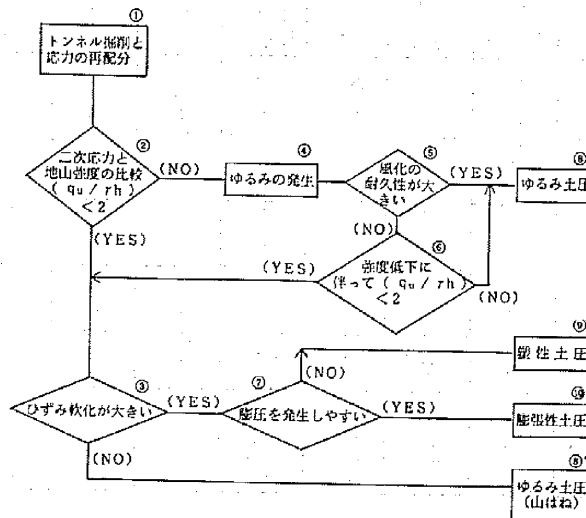 ①
トンネル掘削と
応力の再配分
②
二次応力と
地山強度の比較
( qu / rh )
<2
(NO)
(YES)
④
ゆるみの発生
⑤
風化の
耐久性が大
きい
(YES)
(NO)
⑧
ゆるみ土圧
⑥
強度低下に
伴って ( qu / rh )
<2
(YES)
(NO)
③
ひずみ軟化が大きい
(YES)
(NO)
⑦
膨圧を発生しやすい
(NO)
(YES)
⑨
塑性土圧
⑩
膨張性土圧
⑧'
ゆるみ土圧
(山はね)